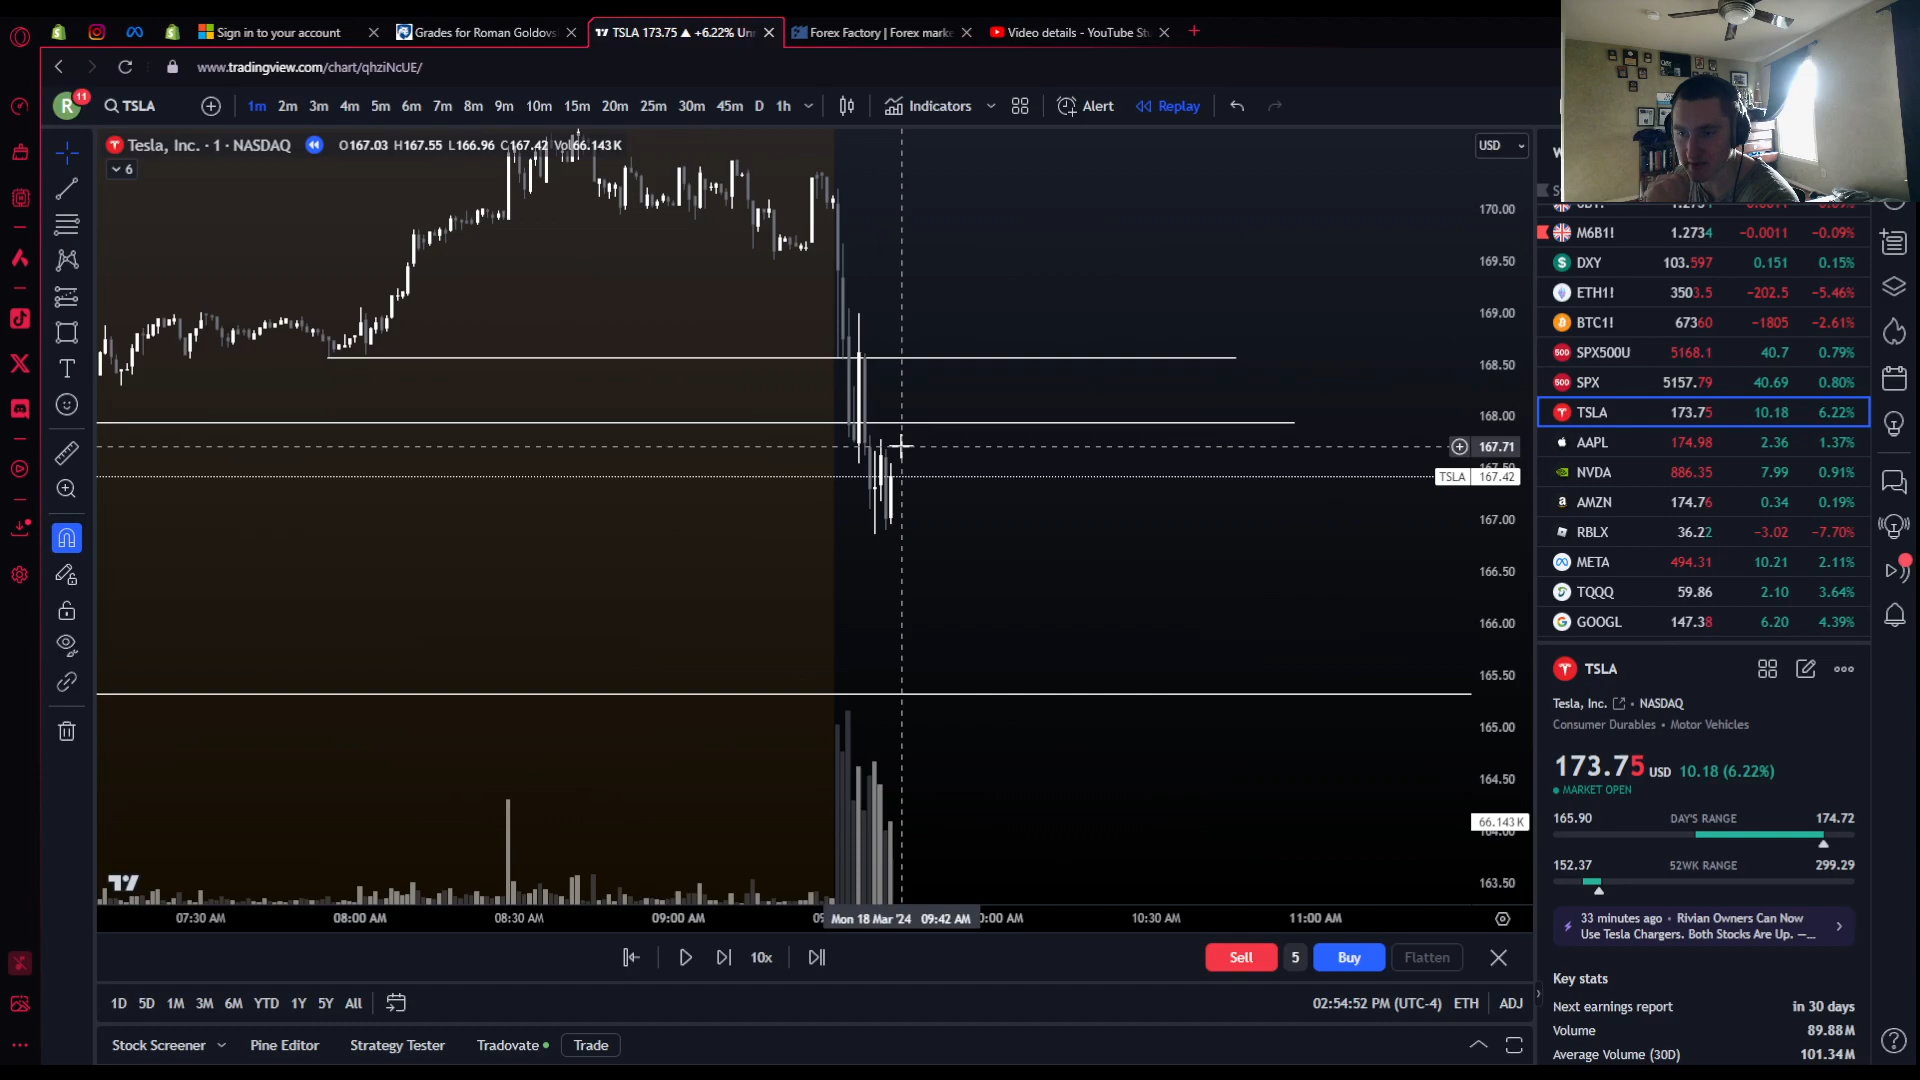 Sign in to your account
Grades for Roman Goldovs
TSLA 173.75 ▲ +6.22% Un
Forex Factory | Forex marke
Video details - YouTube St
www.tradingview.com/chart/qhziNcUE/
R 11
TSLA
1m 2m 3m 4m 5m 6m 7m 8m 9m 10m 15m 20m 25m 30m 45m D 1h
Indicators
Alert
Replay
Tesla, Inc. · 1 · NASDAQ
O167.03 H167.55 L166.96 C167.42 Vol66.143K
6
USD
170.00
169.50
169.00
168.50
168.00
167.71
TSLA 167.42
167.00
166.50
166.00
165.50
165.00
164.50
66.143 K
163.50
07:30 AM 08:00 AM 08:30 AM 09:00 AM Mon 18 Mar '24 09:42 AM 0:00 AM 10:30 AM 11:00 AM
10x
Sell 5 Buy Flatten
1D 5D 1M 3M 6M YTD 1Y 5Y All
02:54:52 PM (UTC-4) ETH ADJ
Stock Screener Pine Editor Strategy Tester Tradovate Trade
M6B1! 1.2734 −0.0011 −0.09%
DXY 103.597 0.151 0.15%
ETH1! 3503.5 −202.5 −5.46%
BTC1! 67360 −1805 −2.61%
SPX500U 5168.1 40.7 0.79%
SPX 5157.79 40.69 0.80%
TSLA 173.75 10.18 6.22%
AAPL 174.98 2.36 1.37%
NVDA 886.35 7.99 0.91%
AMZN 174.76 0.34 0.19%
RBLX 36.22 −3.02 −7.70%
META 494.31 10.21 2.11%
TQQQ 59.86 2.10 3.64%
GOOGL 147.38 6.20 4.39%
TSLA
Tesla, Inc. • NASDAQ
Consumer Durables • Motor Vehicles
173.75 USD 10.18 (6.22%)
MARKET OPEN
165.90 DAY'S RANGE 174.72
152.37 52WK RANGE 299.29
33 minutes ago • Rivian Owners Can Now
Use Tesla Chargers. Both Stocks Are Up. —…
Key stats
Next earnings report in 30 days
Volume 89.88M
Average Volume (30D) 101.34M